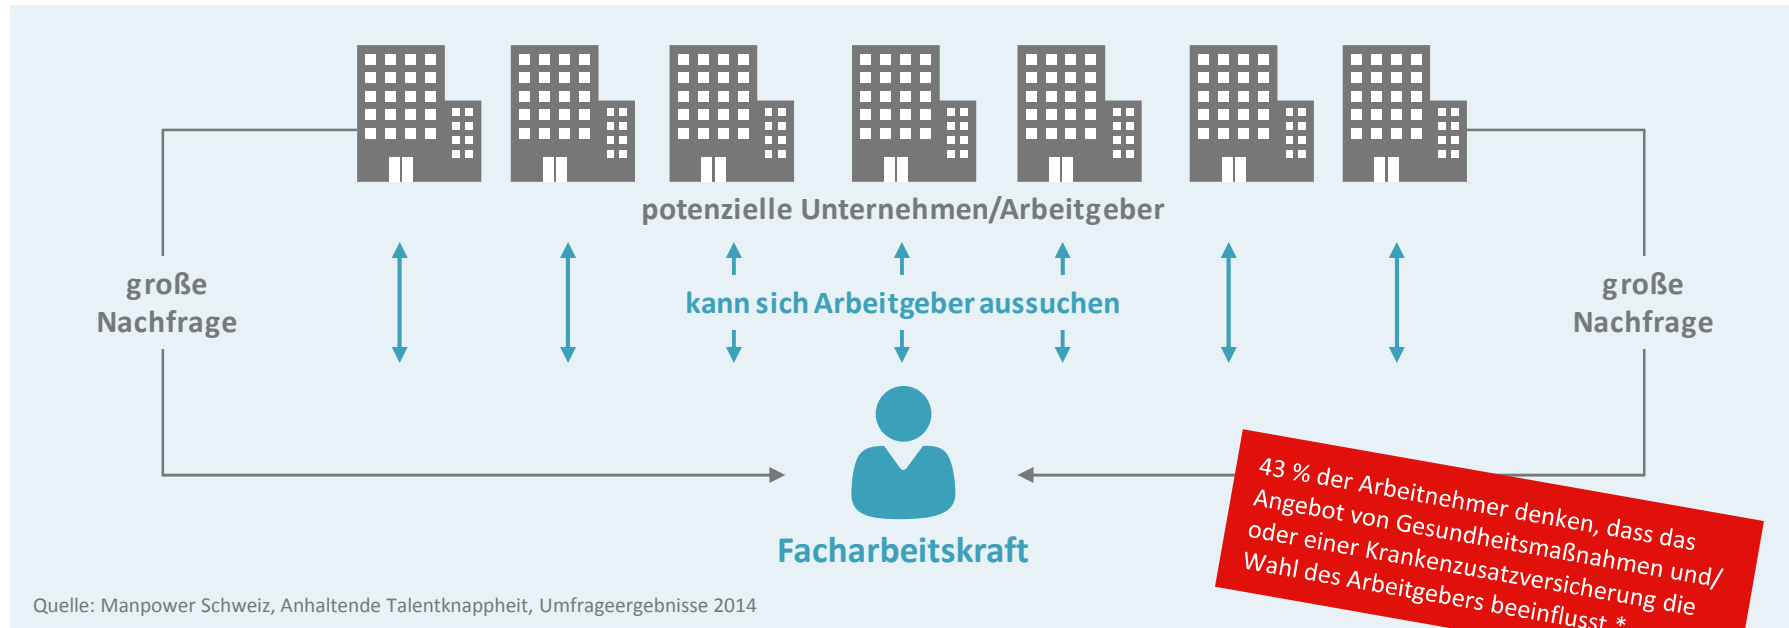 potenzielle Unternehmen/Arbeitgeber
große
Nachfrage
kann sich Arbeitgeber aussuchen
große
Nachfrage
Facharbeitskraft
43 % der Arbeitnehmer denken, dass das
Angebot von Gesundheitsmaßnahmen und/
oder einer Krankenzusatzversicherung die
Wahl des Arbeitgebers beeinflusst.*
Quelle: Manpower Schweiz, Anhaltende Talentknappheit, Umfrageergebnisse 2014